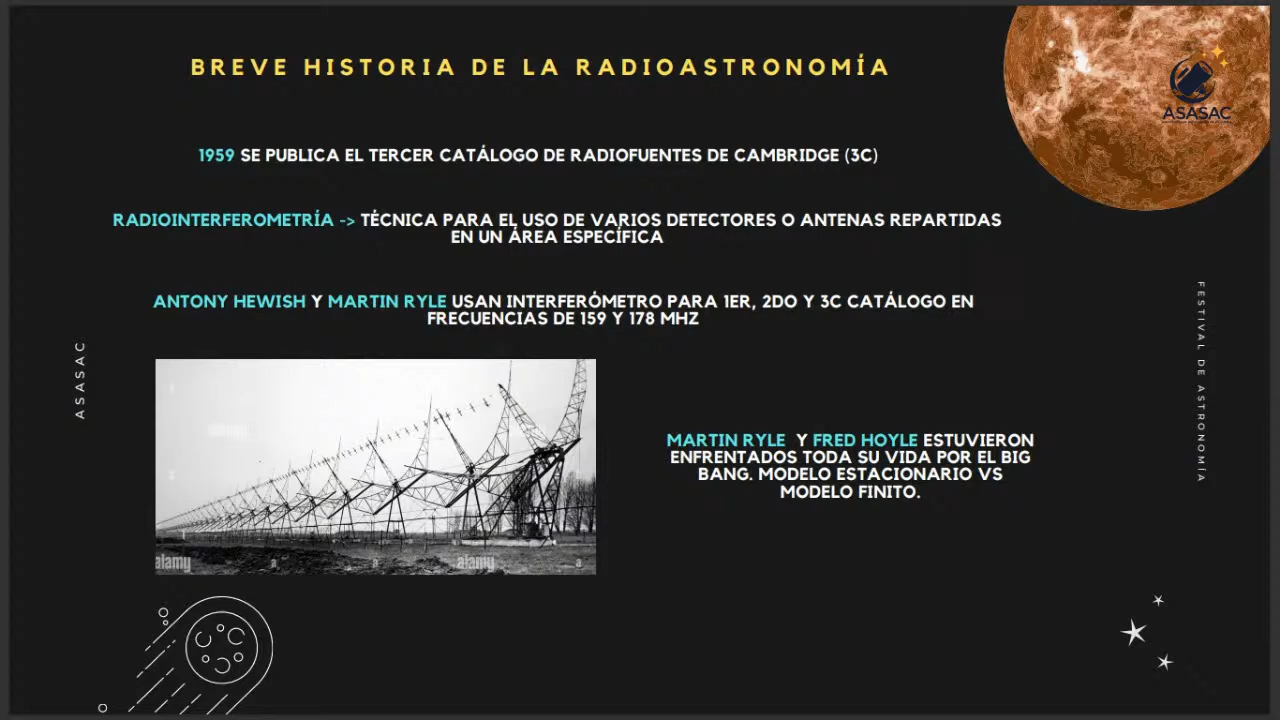 BREVE HISTORIA DE LA RADIOASTRONOMÍA
ASASAC
1959 SE PUBLICA EL TERCER CATÁLOGO DE RADIOFUENTES DE CAMBRIDGE (3C)
RADIOINTERFEROMETRÍA -> TÉCNICA PARA EL USO DE VARIOS DETECTORES O ANTENAS REPARTIDAS
EN UN ÁREA ESPECÍFICA
ANTONY HEWISH Y MARTIN RYLE USAN INTERFERÓMETRO PARA 1ER, 2DO Y 3C CATÁLOGO EN
FRECUENCIAS DE 159 Y 178 MHZ
ASASAC
FESTIVAL DE ASTRONOMÍA
MARTIN RYLE Y FRED HOYLE ESTUVIERON
ENFRENTADOS TODA SU VIDA POR EL BIG
BANG. MODELO ESTACIONARIO VS
MODELO FINITO.
alamy
a
alamy
a